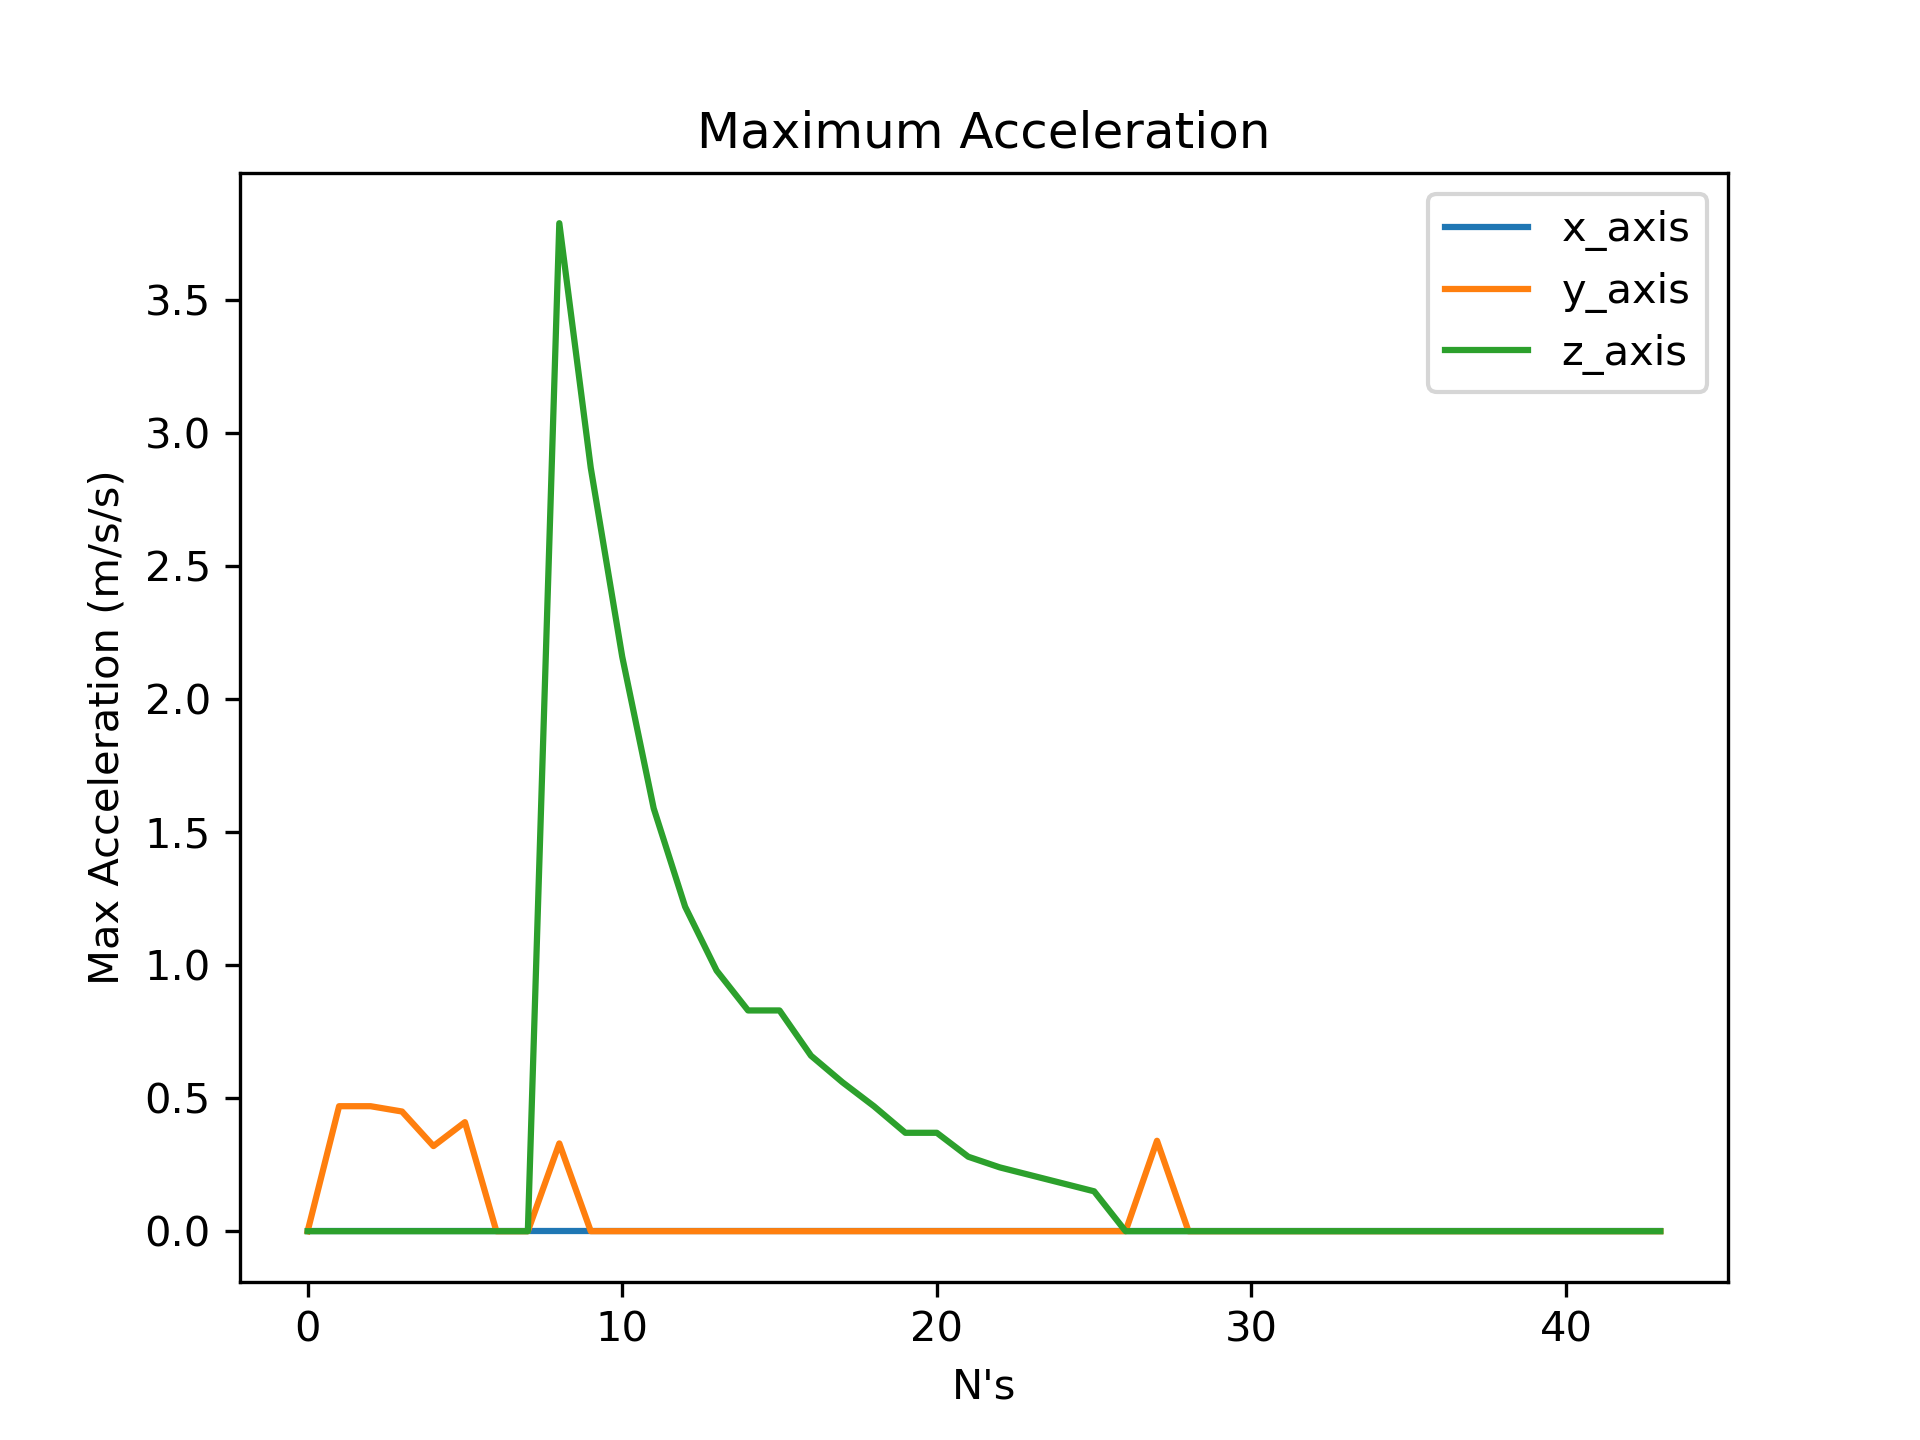 Maximum Acceleration
x_axis
y_axis
z_axis
Max Acceleration (m/s/s)
3.5
3.0
2.5
2.0
1.5
1.0
0.5
0.0
0 10 20 30 40
N's